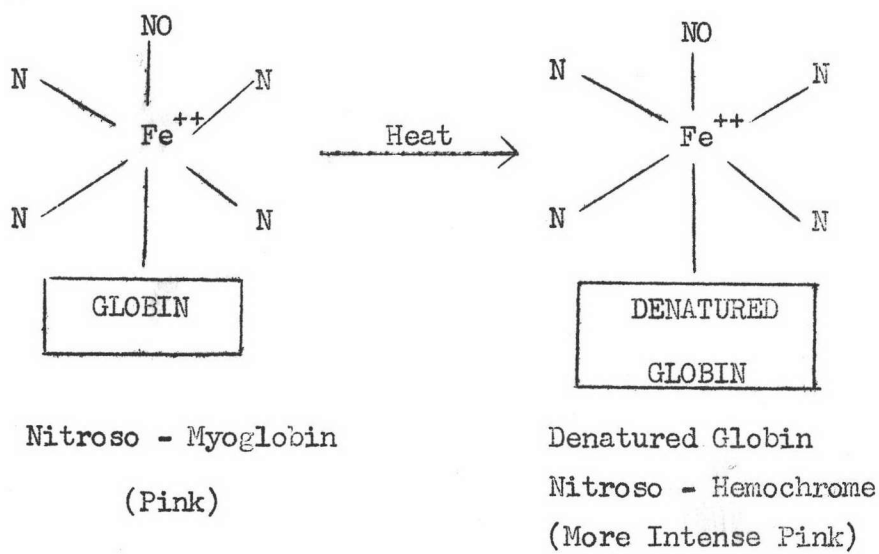 NO
N N
Fe++
N N
GLOBIN
Nitroso - Myoglobin
(Pink)
Heat
NO
N N
Fe++
N N
DENATURED
GLOBIN
Denatured Globin
Nitroso - Hemochrome
(More Intense Pink)